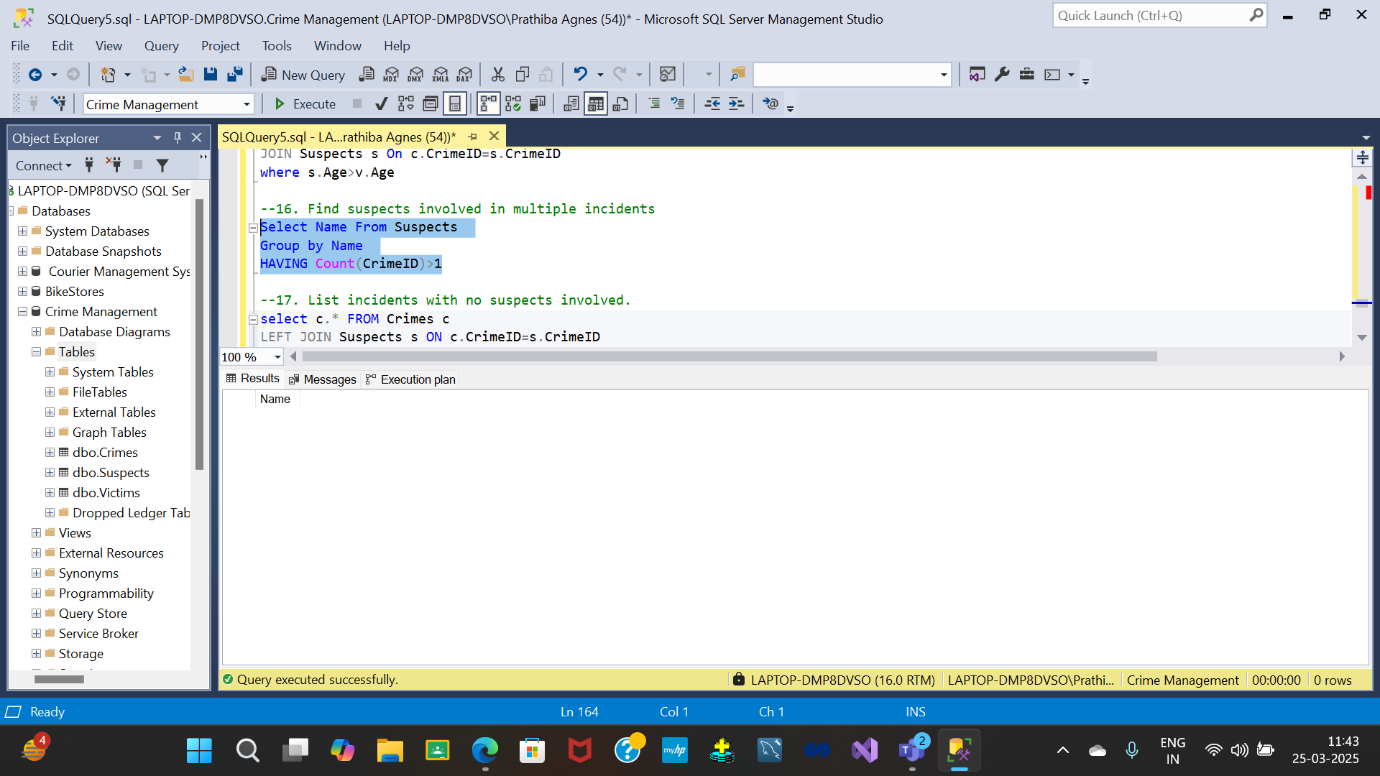 SQLQuery5.sql - LAPTOP-DMP8DVSO.Crime Management (LAPTOP-DMP8DVSO\Prathiba Agnes (54))* - Microsoft SQL Server Management Studio
Quick Launch (Ctrl+Q)
File Edit View Query Project Tools Window Help
New Query MDX DMX XMLA DAX
Crime Management Execute
Object Explorer
SQLQuery5.sql - LA...rathiba Agnes (54))*
Connect
LAPTOP-DMP8DVSO (SQL Ser
Databases
System Databases
Database Snapshots
Courier Management Sys
BikeStores
Crime Management
Database Diagrams
Tables
System Tables
FileTables
External Tables
Graph Tables
dbo.Crimes
dbo.Suspects
dbo.Victims
Dropped Ledger Tab
Views
External Resources
Synonyms
Programmability
Query Store
Service Broker
Storage
JOIN Suspects s On c.CrimeID=s.CrimeID
where s.Age>v.Age
--16. Find suspects involved in multiple incidents
Select Name From Suspects
Group by Name
HAVING Count(CrimeID)>1
--17. List incidents with no suspects involved.
select c.* FROM Crimes c
LEFT JOIN Suspects s ON c.CrimeID=s.CrimeID
100 %
Results Messages Execution plan
Name
Query executed successfully.
LAPTOP-DMP8DVSO (16.0 RTM) LAPTOP-DMP8DVSO\Prathi... Crime Management 00:00:00 0 rows
Ready Ln 164 Col 1 Ch 1 INS
4
myhp
2
ENG
IN
11:43
25-03-2025